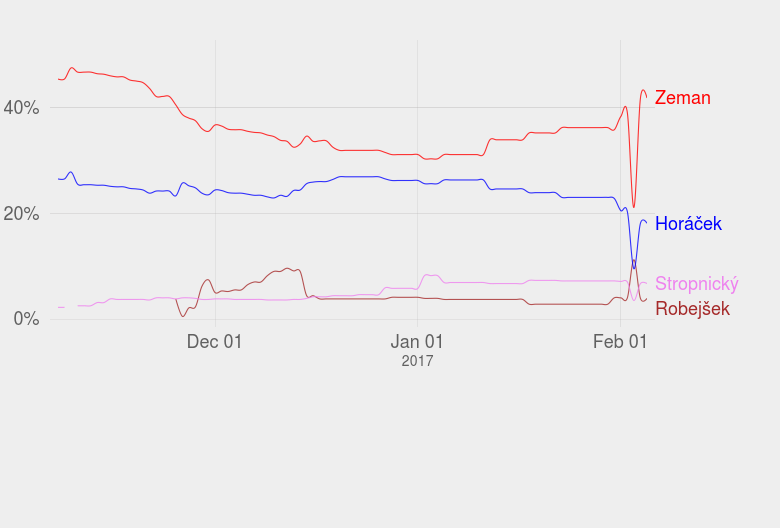 40%
Zeman
20%
Horáček
Stropnický
Robejšek
0%
Dec 01
Jan 01
Feb 01
2017